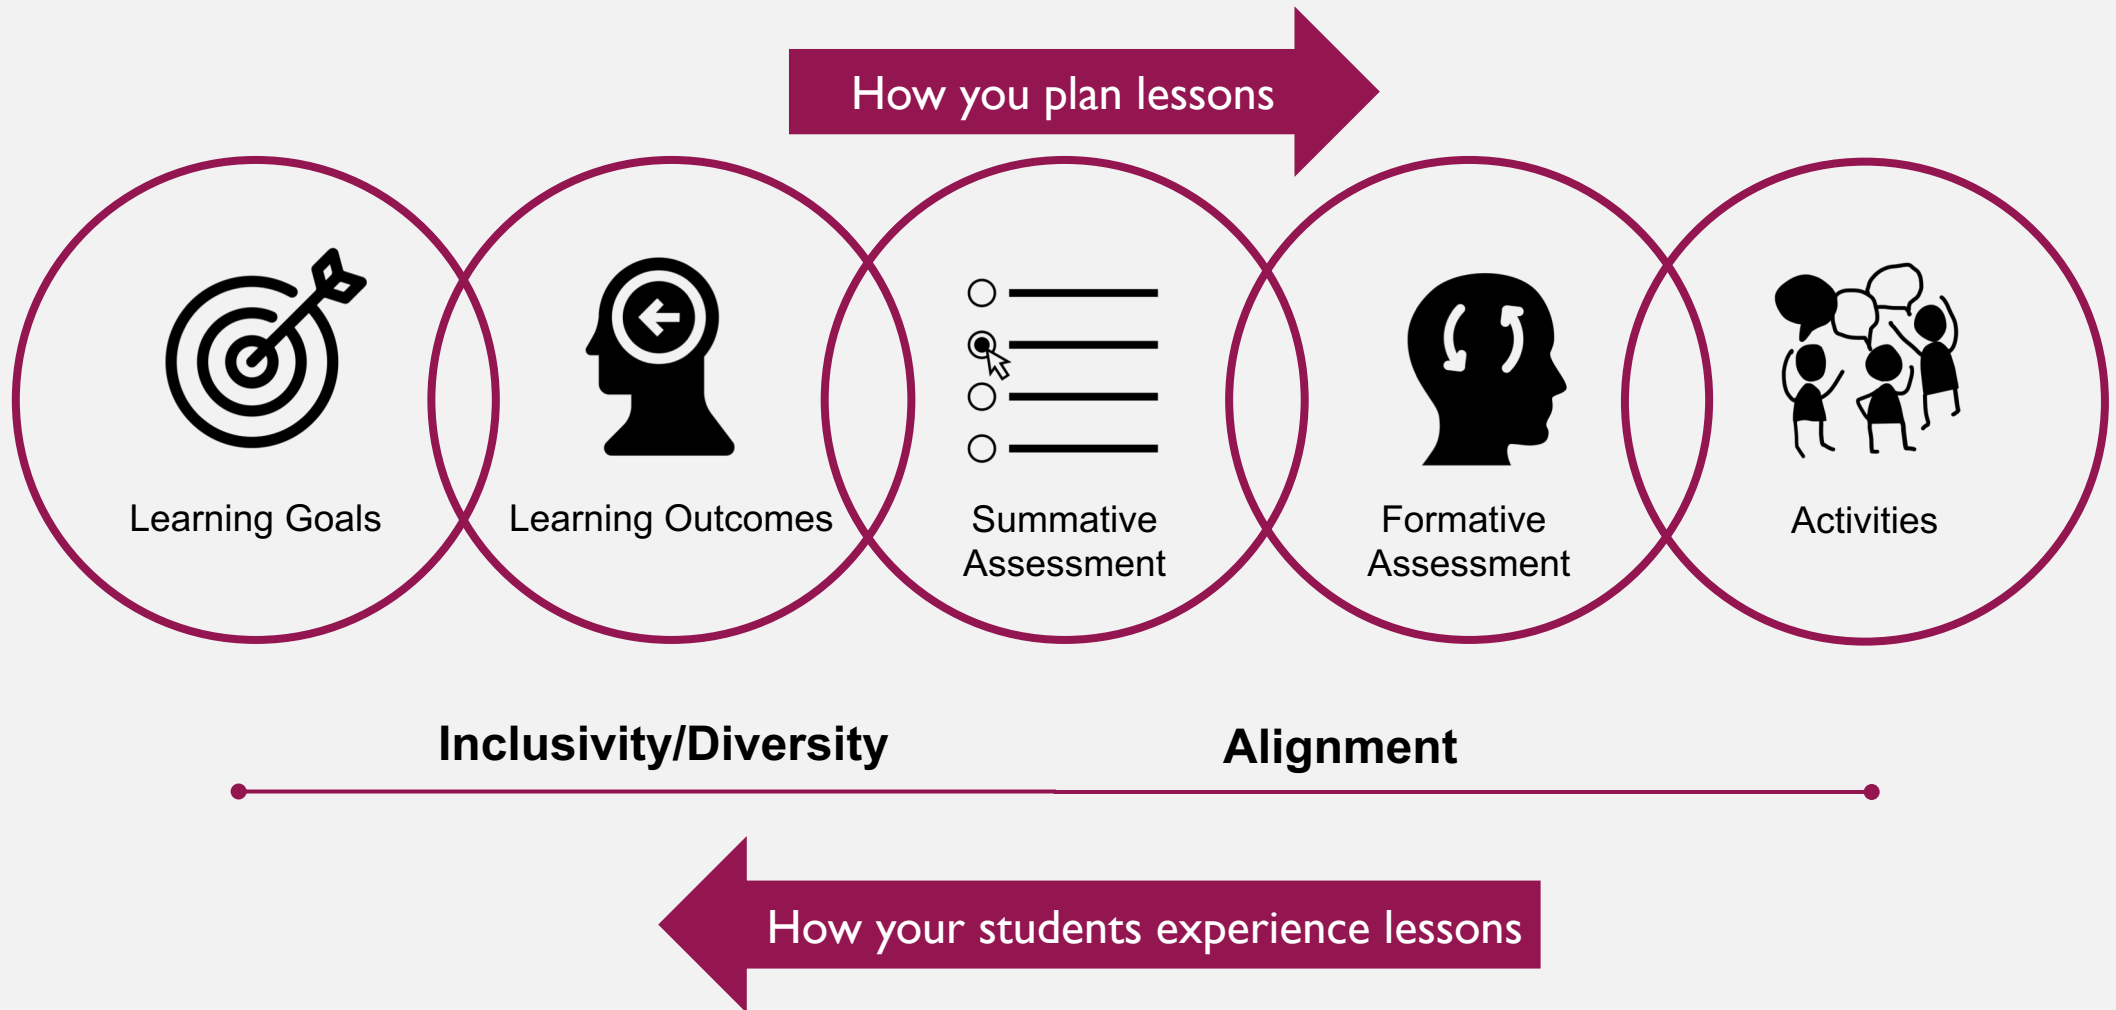 How you plan lessons
Learning Goals
Learning Outcomes
Summative
Assessment
Formative
Assessment
Activities
Inclusivity/Diversity
Alignment
How your students experience lessons